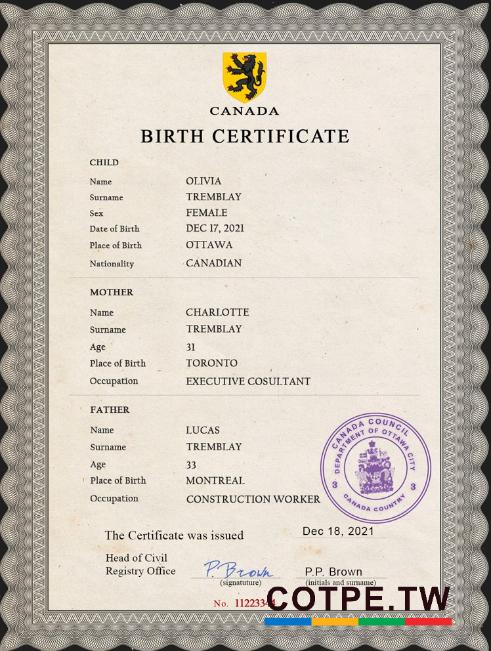 CANADA
BIRTH CERTIFICATE
CHILD
Name OLIVIA
Surname TREMBLAY
Sex FEMALE
Date of Birth DEC 17, 2021
Place of Birth OTTAWA
Nationality CANADIAN
MOTHER
Name CHARLOTTE
Surname TREMBLAY
Age 31
Place of Birth TORONTO
Occupation EXECUTIVE COSULTANT
FATHER
Name LUCAS
Surname TREMBLAY
Age 33
Place of Birth MONTREAL
Occupation CONSTRUCTION WORKER
CANADA COUNCIL
DEPARTMENT OF OTTAWA CITY
3 3
CANADA COUNTRY
The Certificate was issued Dec 18, 2021
Head of Civil
Registry Office P.Brown P.P. Brown
(signatuture) (initials and surname)
No. 112233
COTPE.TW